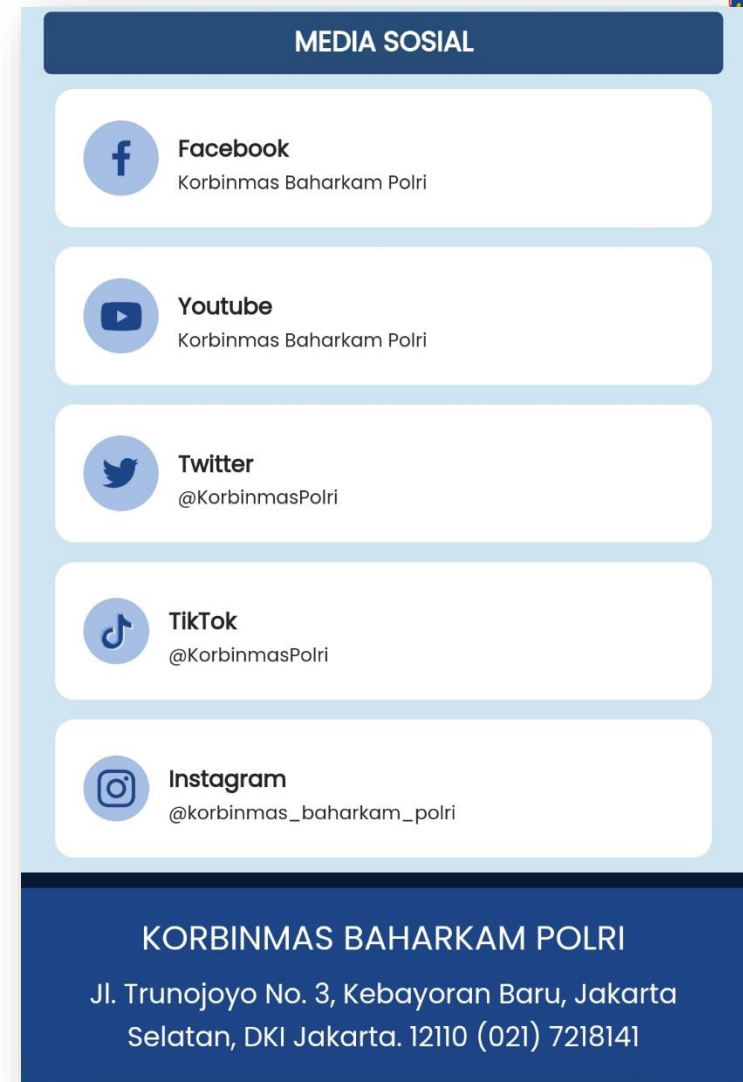 MEDIA SOSIAL
Facebook
Korbinmas Baharkam Polri
Youtube
Korbinmas Baharkam Polri
Twitter
@KorbinmasPolri
TikTok
@KorbinmasPolri
Instagram
@korbinmas_baharkam_polri
KORBINMAS BAHARKAM POLRI
Jl. Trunojoyo No. 3, Kebayoran Baru, Jakarta
Selatan, DKI Jakarta. 12110 (021) 7218141